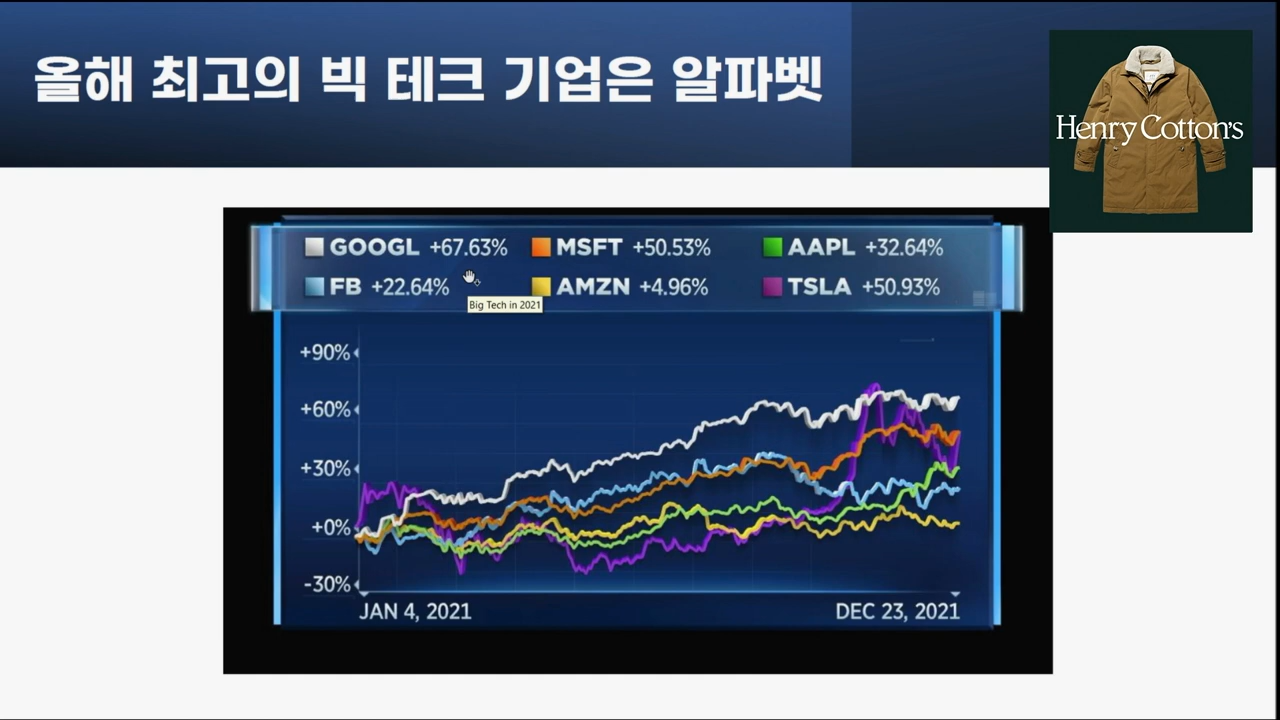 올해 최고의 빅 테크 기업은 알파벳
Henry Cotton's
GOOGL +67.63% MSFT +50.53% AAPL +32.64%
FB +22.64% AMZN +4.96% TSLA +50.93%
Big Tech in 2021
+90%
+60%
+30%
+0%
-30%
JAN 4, 2021 DEC 23, 2021